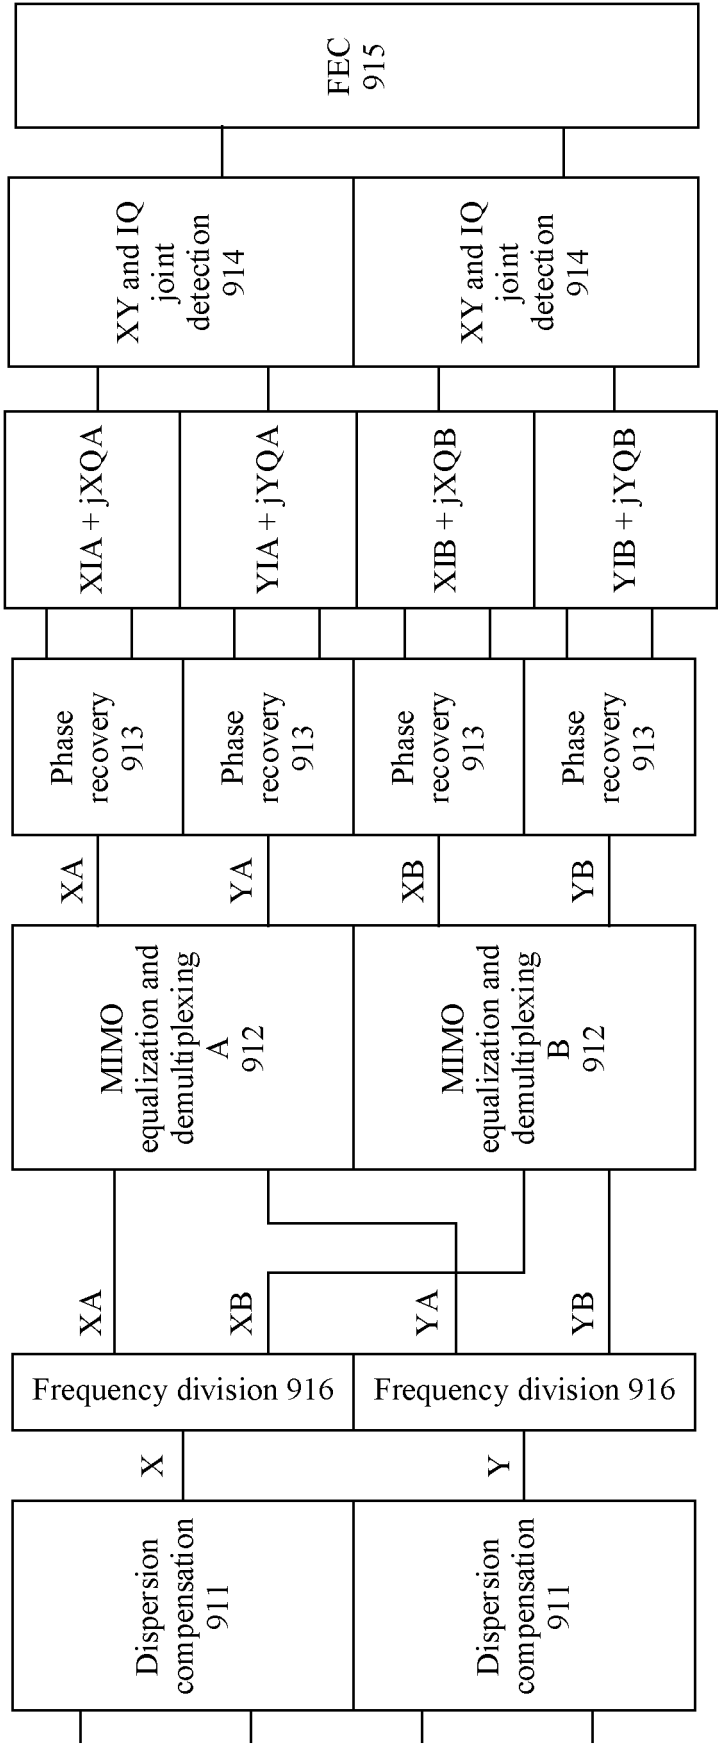 Dispersion
compensation
911
Dispersion
compensation
911
X
Y
Frequency division 916
Frequency division 916
XA
XB
YA
YB
MIMO
equalization and
demultiplexing
A
912
MIMO
equalization and
demultiplexing
B
912
XA
YA
XB
YB
Phase
recovery
913
Phase
recovery
913
Phase
recovery
913
Phase
recovery
913
XIA + jXQA
YIA + jYQA
XIB + jXQB
YIB + jYQB
XY and IQ
joint
detection
914
XY and IQ
joint
detection
914
FEC
915